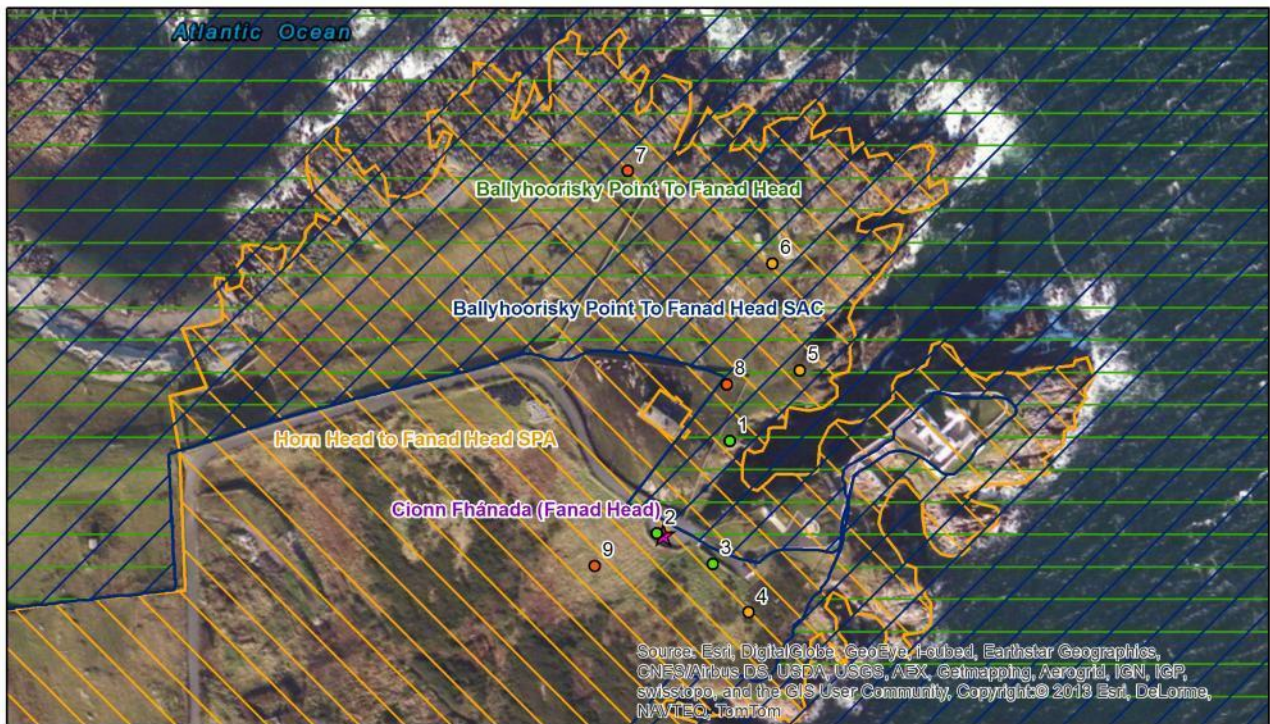 Atlantic Ocean
7
Ballyhoorisky Point To Fanad Head
6
Ballyhoorisky Point To Fanad Head SAC
5
8
1
Horn Head to Fanad Head SPA
Cionn Fhánada (Fanad Head)
2
3
9
4
Source: Esri, DigitalGlobe, GeoEye, i-cubed, Earthstar Geographics,
CNES/Airbus DS, USDA, USGS, AEX, Getmapping, Aerogrid, IGN, IGP,
swisstopo, and the GIS User Community, Copyright:© 2013 Esri, DeLorme,
NAVTEQ, TomTom